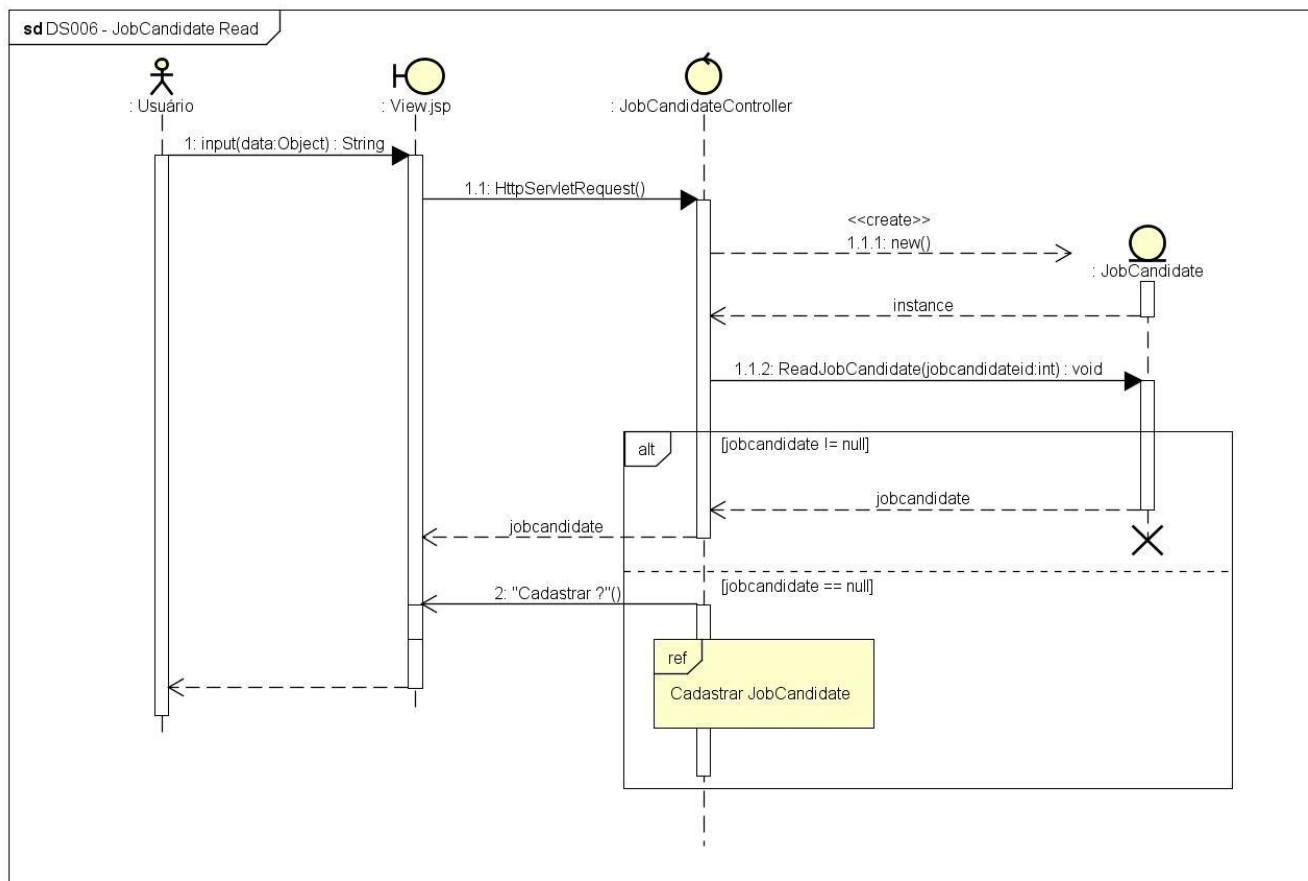 sd DS006 - JobCandidate Read
: Usuário
: View.jsp
: JobCandidateController
1: input(data:Object) : String
1.1: HttpServletRequest()
<<create>>
1.1.1: new()
: JobCandidate
instance
1.1.2: ReadJobCandidate(jobcandidateid:int) : void
alt
[jobcandidate != null]
jobcandidate
jobcandidate
[jobcandidate == null]
2: "Cadastrar ?"()
ref
Cadastrar JobCandidate